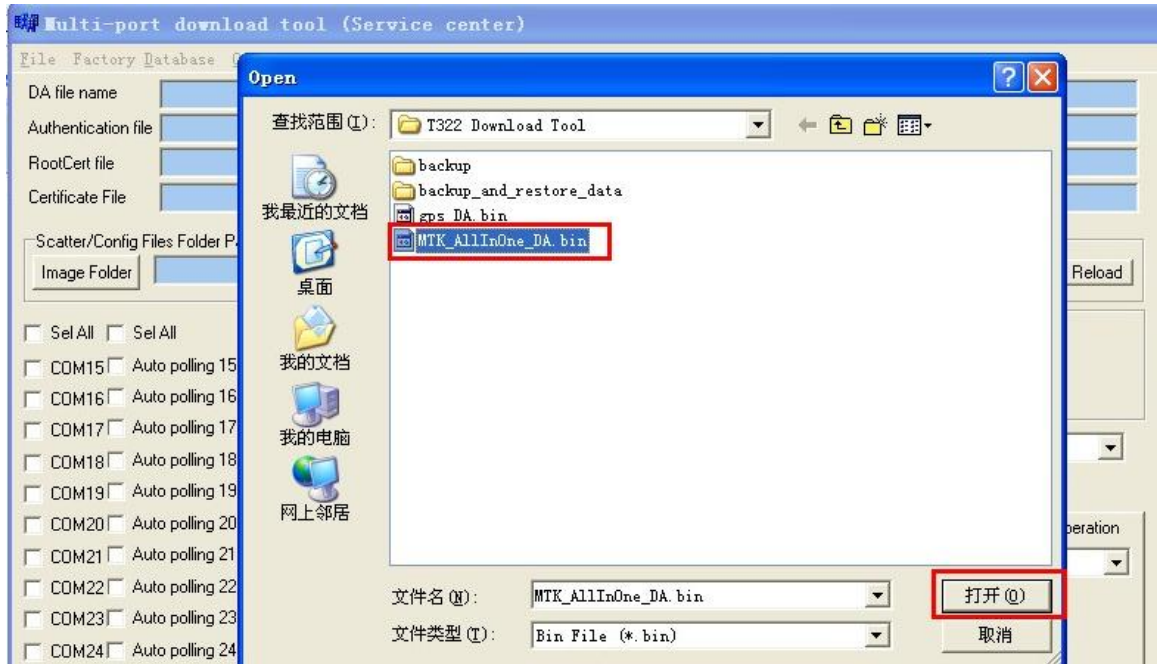 Multi-port download tool (Service center)
File Factory Database
Open
DA file name
Authentication file
RootCert file
Certificate File
查找范围(I):
T322 Download Tool
backup
backup_and_restore_data
gps_DA.bin
MTK_AllInOne_DA.bin
我最近的文档
桌面
我的文档
我的电脑
网上邻居
Scatter/Config Files Folder
Image Folder
Reload
Sel All Sel All
COM15 Auto polling 15
COM16 Auto polling 16
COM17 Auto polling 17
COM18 Auto polling 18
COM19 Auto polling 19
COM20 Auto polling 20
COM21 Auto polling 21
COM22 Auto polling 22
COM23 Auto polling 23
COM24 Auto polling 24
peration
文件名(N):
MTK_AllInOne_DA.bin
打开(O)
文件类型(T):
Bin File (*.bin)
取消